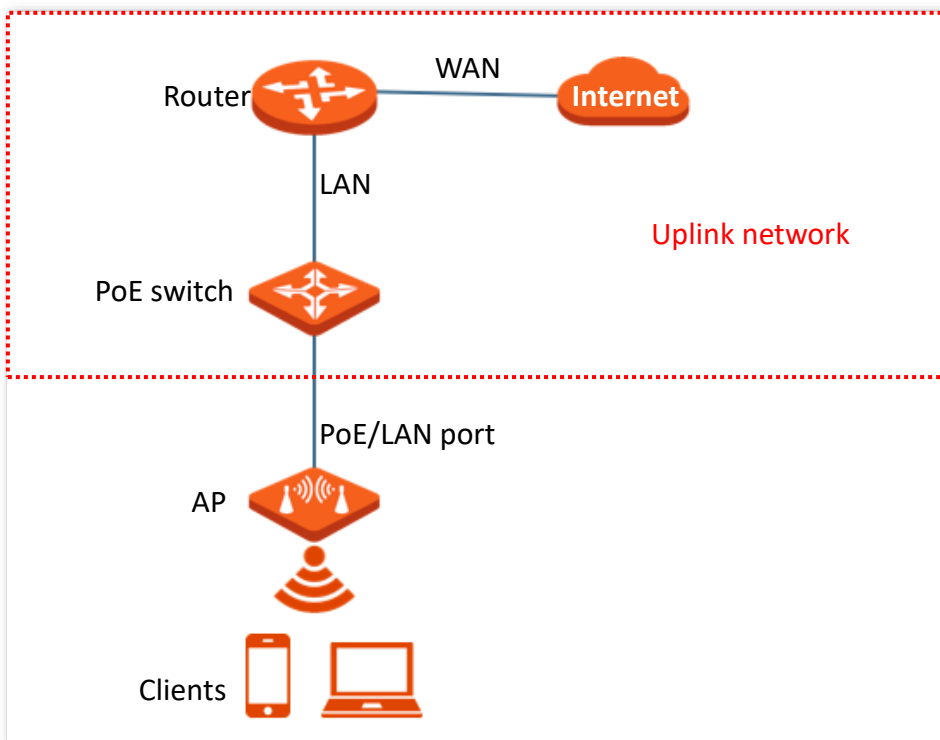 WAN
Router
Internet
LAN
Uplink network
PoE switch
PoE/LAN port
AP
Clients